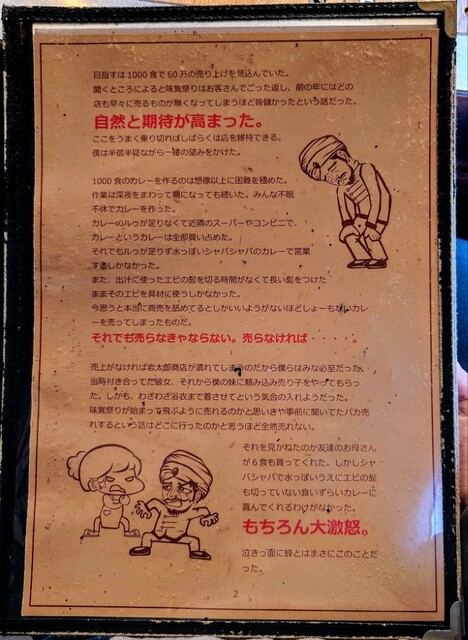 目指すは1000食で60万の売り上げを見込んでいた。
聞くところによると味覚祭りはお客さんでごった返し、前の年にはどの
店も早々に売るものが無くなってしまうほど皆儲かったという話だった。
自然と期待が高まった。
ここをうまく乗り切ればしばらくは店を維持できる。
僕は半信半疑ながら一縷の望みをかけた。
1000食のカレーを作るのは想像以上に困難を極めた。
作業は深夜をまわって朝になっても続いた。みんな不眠
不休でカレーを作った。
カレーのルゥが足りなくて近隣のスーパーやコンビニで、
カレーというカレーは全部買い占めた。
それでもルゥが足りず水っぽいシャバシャバのカレーで営業
するしかなかった。
また、出汁に使ったエビの髭を切る時間がなくて長い髭をつけた
ままそのエビを具材に使うしかなかった。
今思うと本当に商売を舐めてるとしかいいようがないほどしょーもないカレ
ーを売ってしまったものだ。
それでも売らなきゃならない。売らなければ・・・・・。
売上がなければ岩太郎商店が潰れてしまうのだから僕らはみな必至だった。
当時付き合ってた彼女、それから僕の妹に頼み込み売り子をやってもらっ
た。しかも、わざわざ浴衣まで着させてという気合の入れようだった。
味覚祭りが始まって飛ぶように売れるのかと思いきや事前に聞いてたバカ売
れするという話はどこに行ったのかと思うほど全然売れない。
それを見かねたのか友達のお母さん
が6食も買ってくれた。しかしシャ
バシャバで水っぽいうえにエビの髭
も切っていない食いずらいカレーに
喜んでくれるわけがなかった。
もちろん大激怒。
泣きっ面に蜂とはまさにこのことだ
った。
2